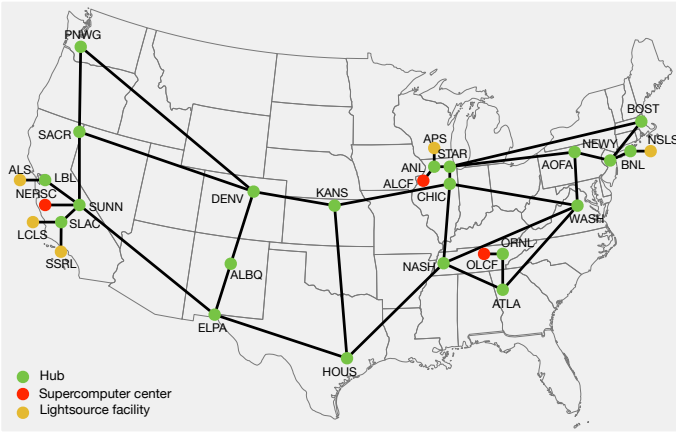 PNWG
BOST
SACR
APS
STAR
NEWY
NSLS
ALS
LBL
ANL
AOFA
BNL
NERSC
DENV
KANS
ALCF
CHIC
SUNN
WASH
LCLS
SLAC
SSRL
ALBQ
NASH
ORNL
OLCF
ATLA
ELPA
HOUS
Hub
Supercomputer center
Lightsource facility